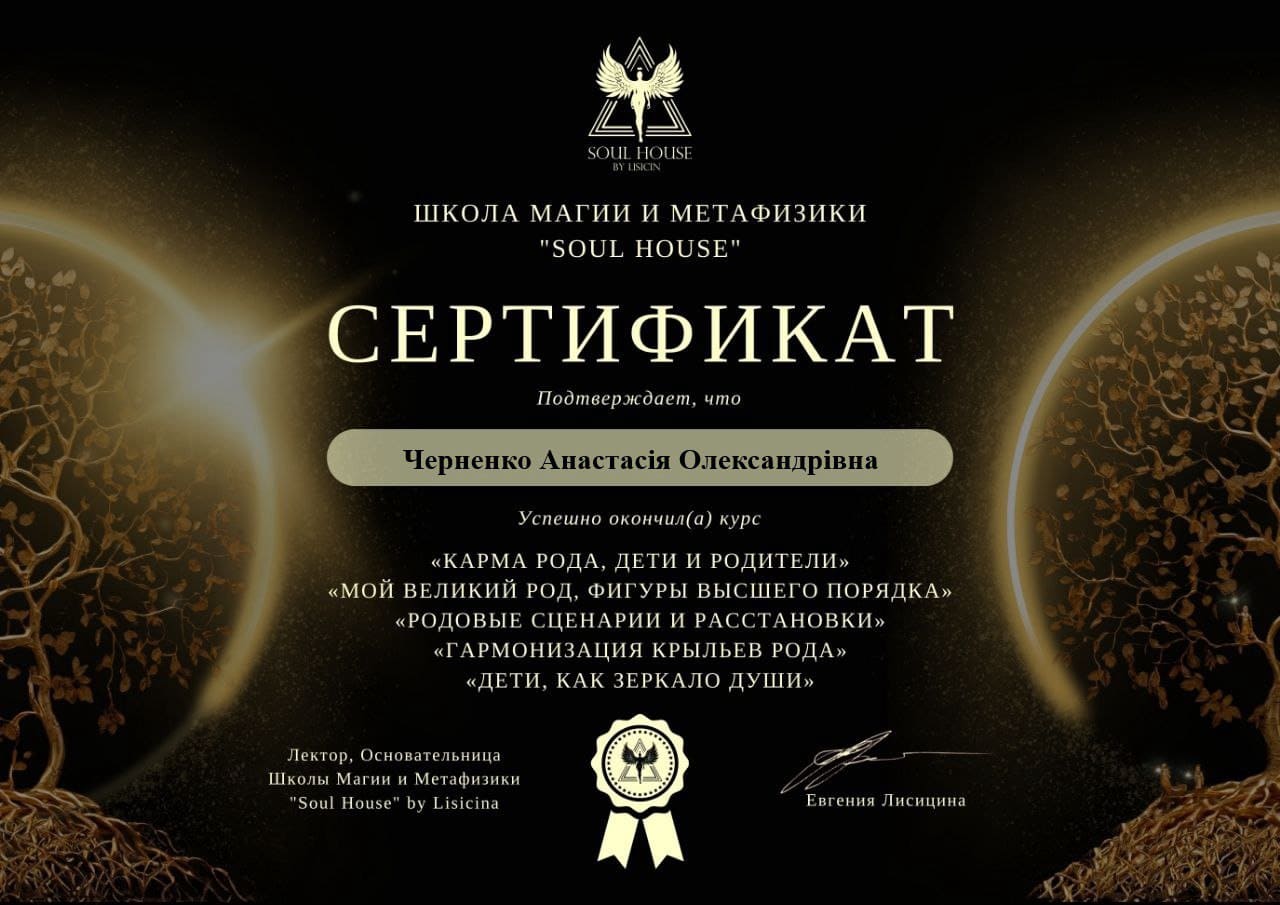 SOUL HOUSE
BY LISICIN
ШКОЛА МАГИИ И МЕТАФИЗИКИ
"SOUL HOUSE"
СЕРТИФИКАТ
Подтверждает, что
Черненко Анастасія Олександрівна
Успешно окончил(а) курс
«КАРМА РОДА, ДЕТИ И РОДИТЕЛИ»
«МОЙ ВЕЛИКИЙ РОД, ФИГУРЫ ВЫСШЕГО ПОРЯДКА»
«РОДОВЫЕ СЦЕНАРИИ И РАССТАНОВКИ»
«ГАРМОНИЗАЦИЯ КРЫЛЬЕВ РОДА»
«ДЕТИ, КАК ЗЕРКАЛО ДУШИ»
Лектор, Основательница
Школы Магии и Метафизики
"Soul House" by Lisicina
Евгения Лисицина